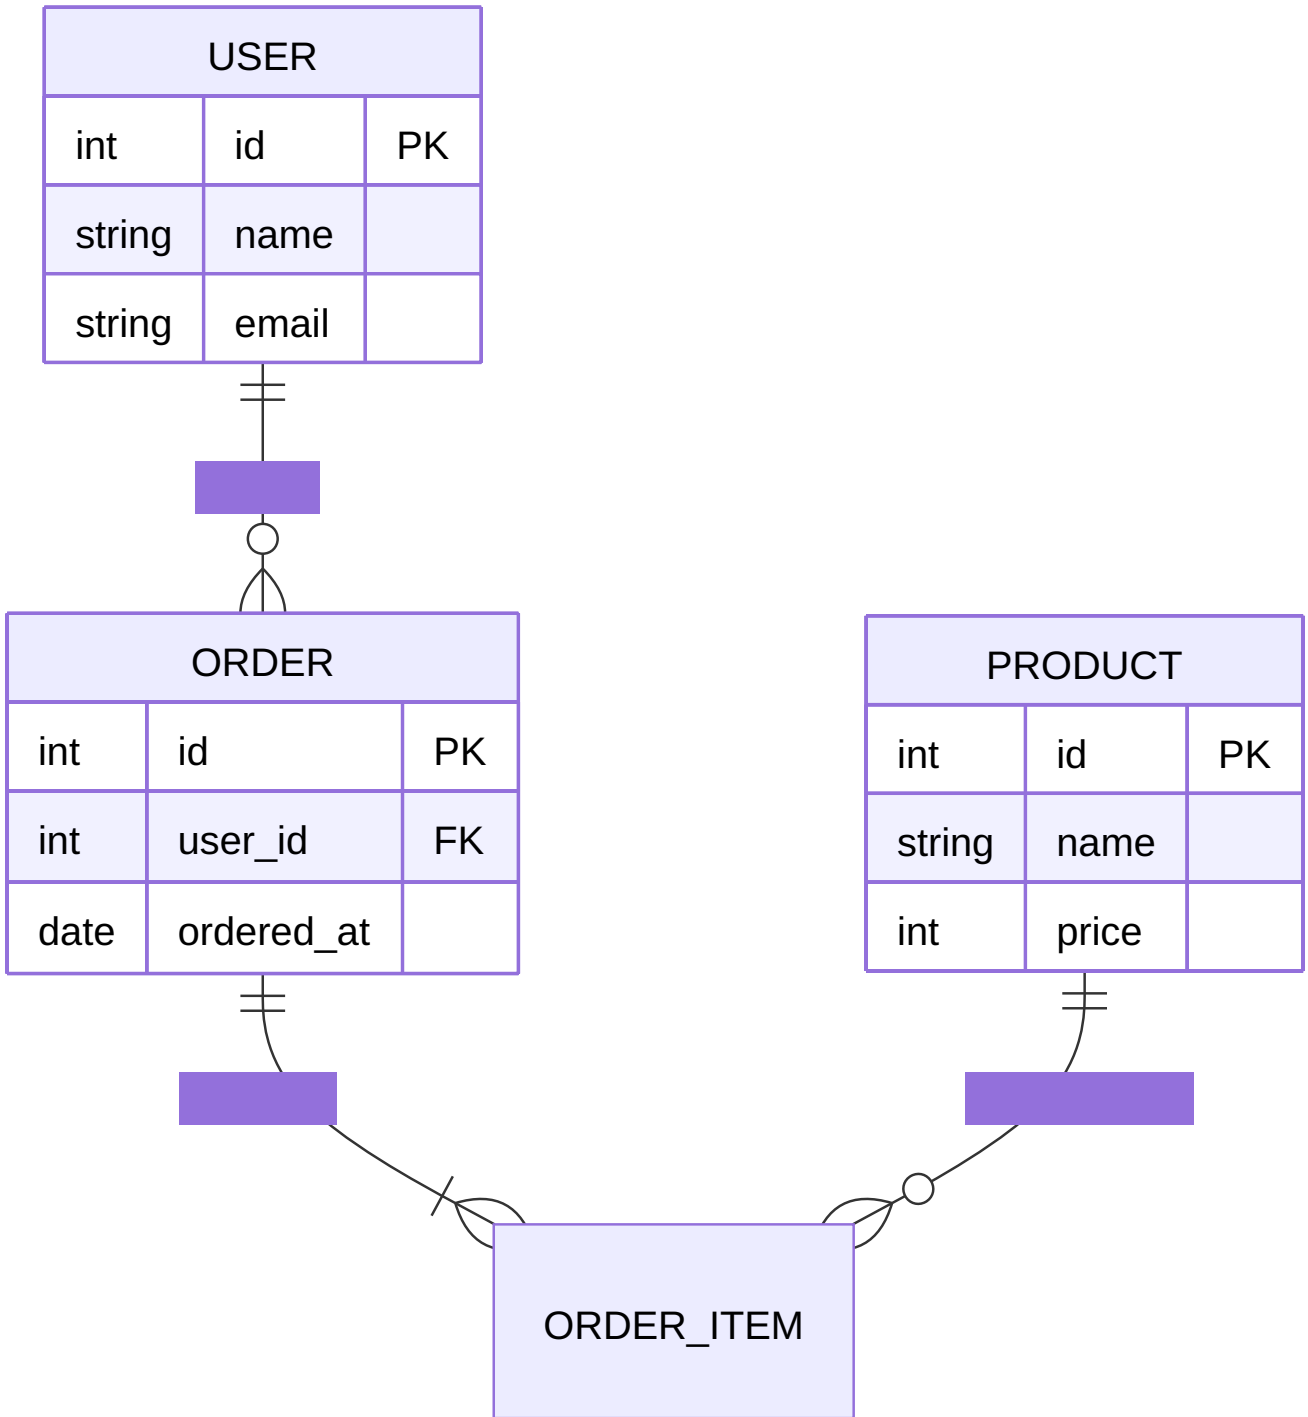 USER
int id PK
string name
string email
ORDER
int id PK
int user_id FK
date ordered_at
PRODUCT
int id PK
string name
int price
ORDER_ITEM